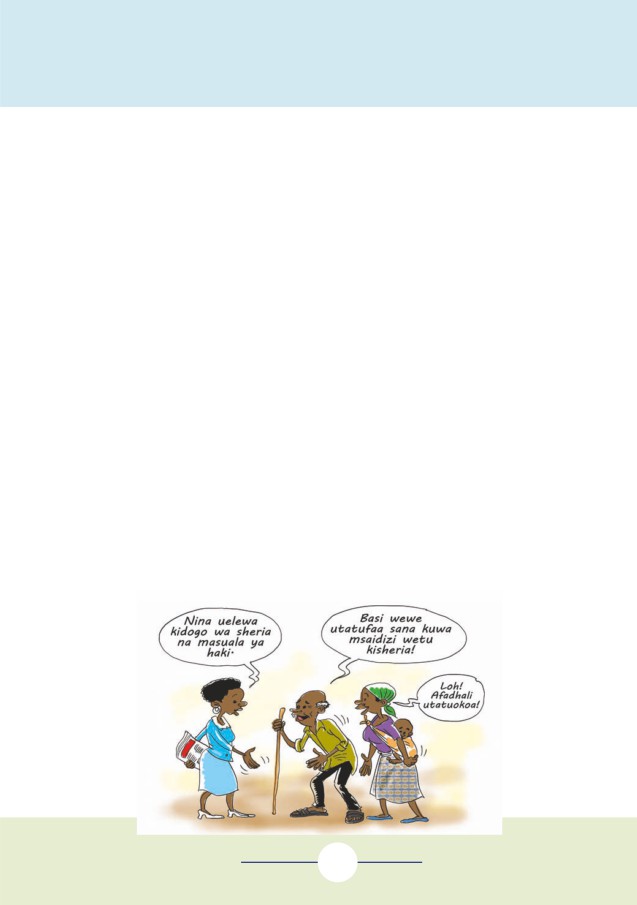 Nina uelewa
kidogo wa sheria
na masuala ya
haki.
Basi wewe
utatufaa sana kuwa
msaidizi wetu
kisheria!
Loh!
Afadhali
utatuokoa!